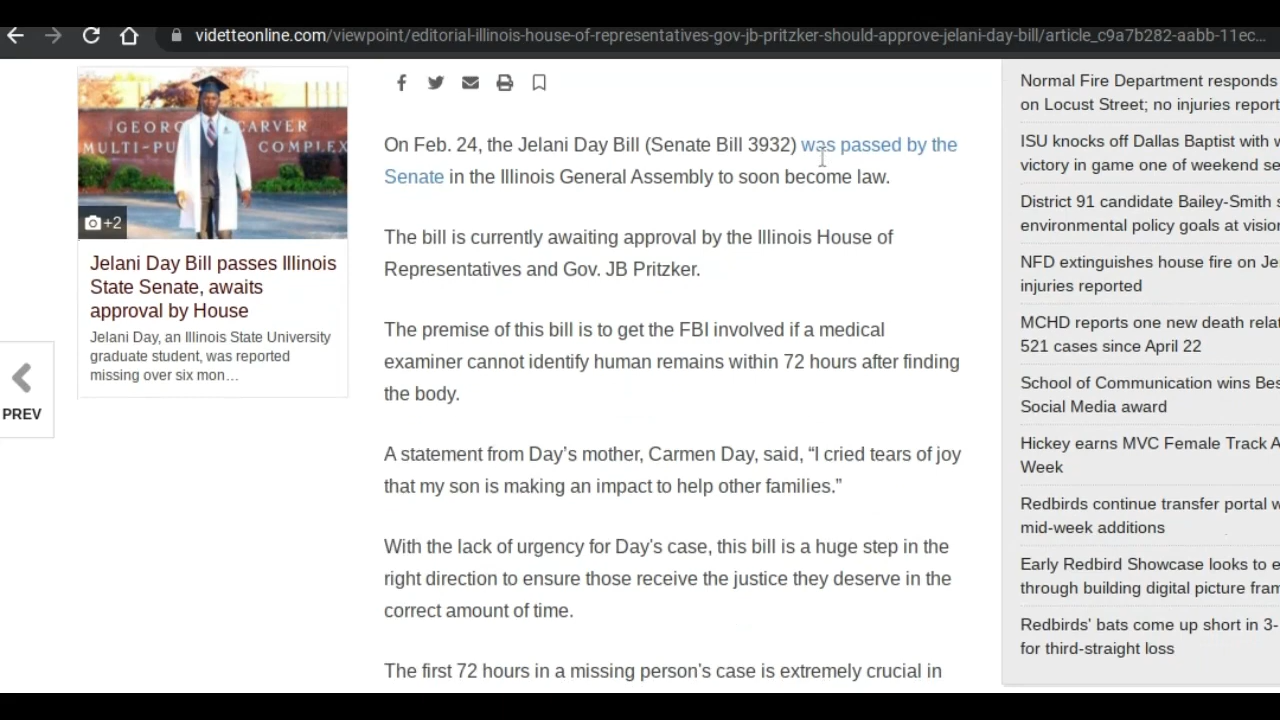 videtteonline.com/viewpoint/editorial-illinois-house-of-representatives-gov-jb-pritzker-should-approve-jelani-day-bill/article_c9a7b282-aabb-11ec...
GEORG CARVER
MULTI-PU COMPLEX
+2
Jelani Day Bill passes Illinois
State Senate, awaits
approval by House
Jelani Day, an Illinois State University
graduate student, was reported
missing over six mon…
PREV
On Feb. 24, the Jelani Day Bill (Senate Bill 3932) was passed by the
Senate in the Illinois General Assembly to soon become law.
The bill is currently awaiting approval by the Illinois House of
Representatives and Gov. JB Pritzker.
The premise of this bill is to get the FBI involved if a medical
examiner cannot identify human remains within 72 hours after finding
the body.
A statement from Day’s mother, Carmen Day, said, “I cried tears of joy
that my son is making an impact to help other families.”
With the lack of urgency for Day's case, this bill is a huge step in the
right direction to ensure those receive the justice they deserve in the
correct amount of time.
The first 72 hours in a missing person's case is extremely crucial in
Normal Fire Department responds
on Locust Street; no injuries report
ISU knocks off Dallas Baptist with w
victory in game one of weekend se
District 91 candidate Bailey-Smith s
environmental policy goals at vision
NFD extinguishes house fire on Je
injuries reported
MCHD reports one new death relat
521 cases since April 22
School of Communication wins Bes
Social Media award
Hickey earns MVC Female Track A
Week
Redbirds continue transfer portal w
mid-week additions
Early Redbird Showcase looks to e
through building digital picture fram
Redbirds' bats come up short in 3-
for third-straight loss